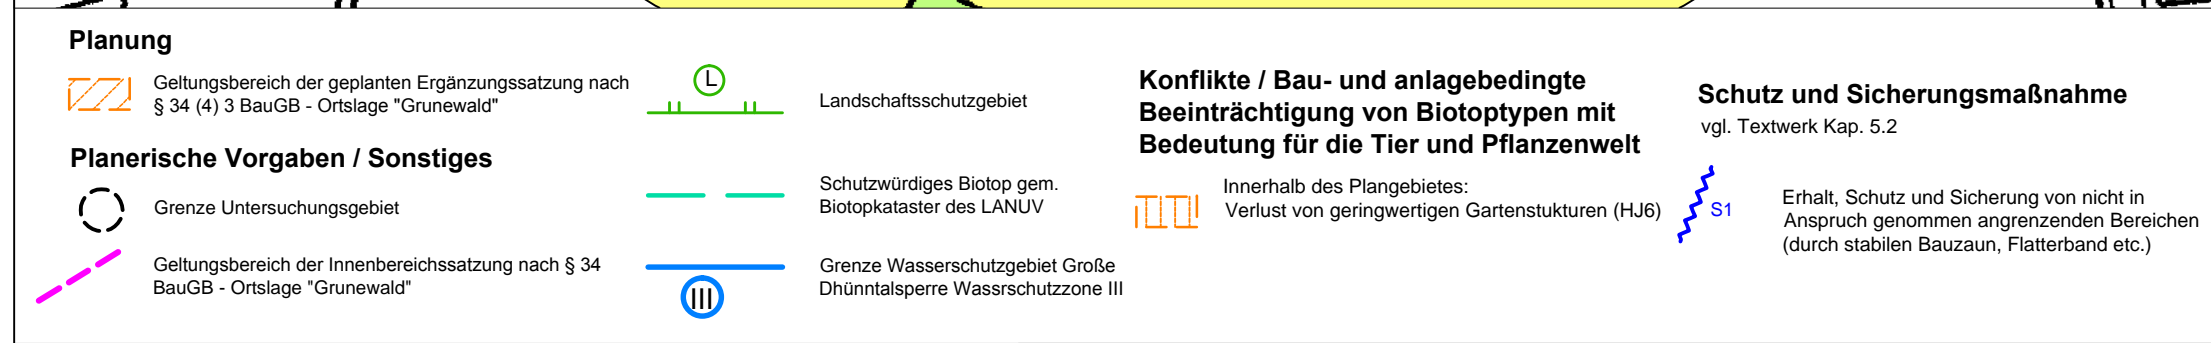 Planung
Geltungsbereich der geplanten Ergänzungssatzung nach
§ 34 (4) 3 BauGB - Ortslage "Grunewald"
Planerische Vorgaben / Sonstiges
Grenze Untersuchungsgebiet
Geltungsbereich der Innenbereichssatzung nach § 34
BauGB - Ortslage "Grunewald"
L
Landschaftsschutzgebiet
Schutzwürdiges Biotop gem.
Biotopkataster des LANUV
Grenze Wasserschutzgebiet Große
Dhünntalsperre Wassrschutzzone III
III
Konflikte / Bau- und anlagebedingte
Beeinträchtigung von Biotoptypen mit
Bedeutung für die Tier und Pflanzenwelt
Innerhalb des Plangebietes:
Verlust von geringwertigen Gartenstukturen (HJ6)
Schutz und Sicherungsmaßnahme
vgl. Textwerk Kap. 5.2
S1
Erhalt, Schutz und Sicherung von nicht in
Anspruch genommen angrenzenden Bereichen
(durch stabilen Bauzaun, Flatterband etc.)